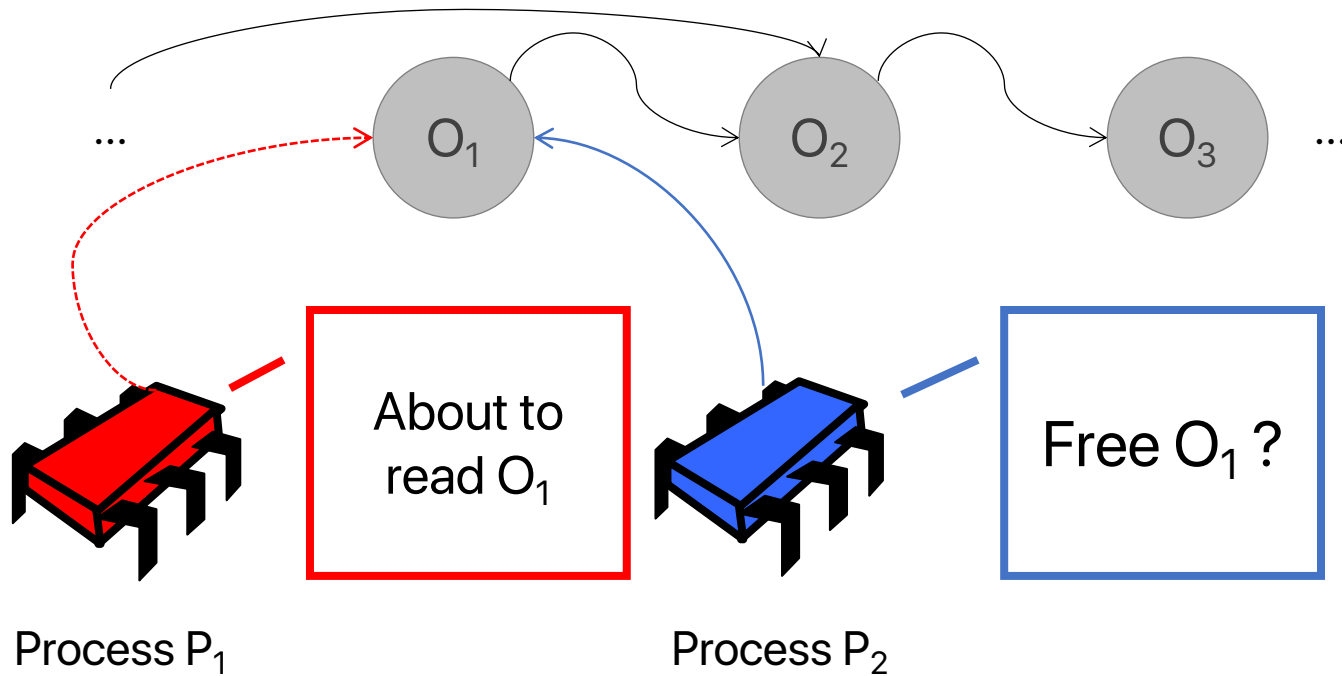 ... O₁ O₂ O₃ ...
About to
read O₁
Free O₁ ?
Process P₁ Process P₂